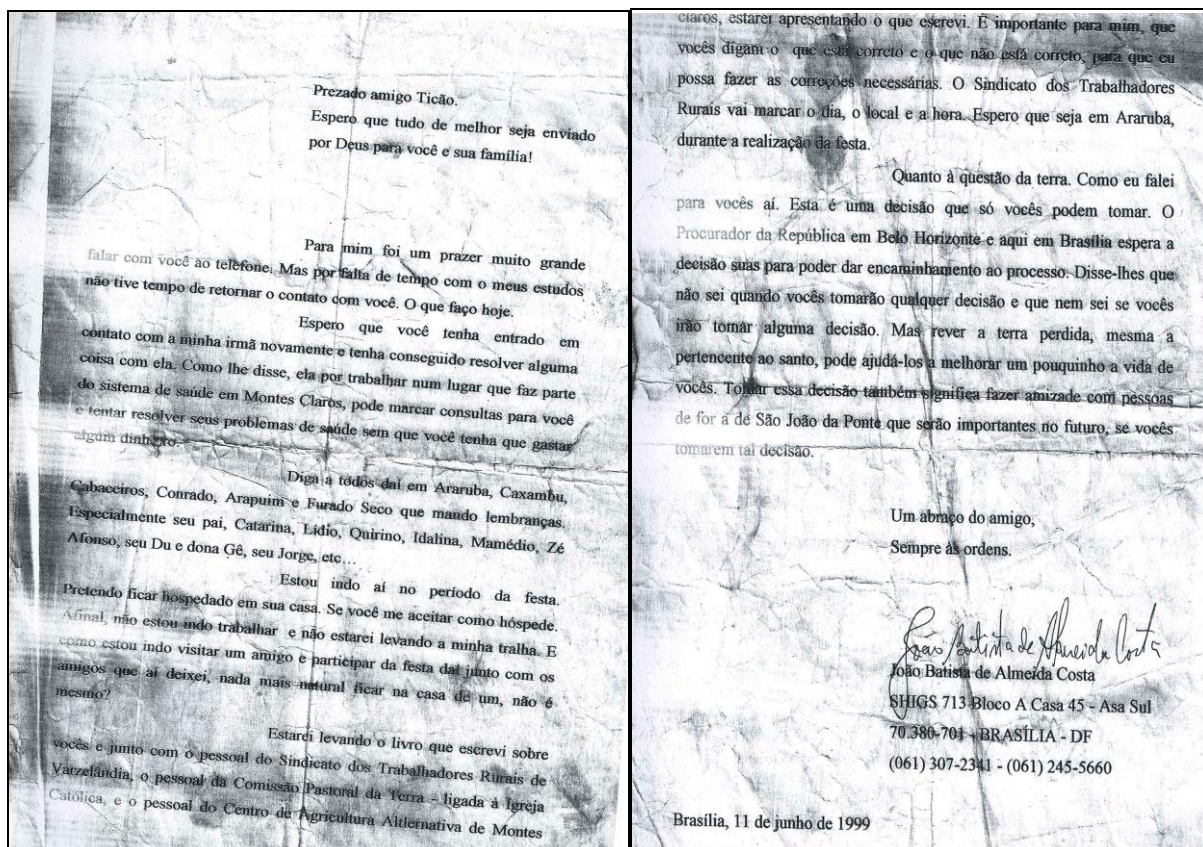 Prezado amigo Ticão.
Espero que tudo de melhor seja enviado
por Deus para você e sua família!
Para mim foi um prazer muito grande
falar com você ao telefone. Mas por falta de tempo com o meus estudos
não tive tempo de retornar o contato com você. O que faço hoje.
Espero que você tenha entrado em
contato com a minha irmã novamente e tenha conseguido resolver alguma
coisa com ela. Como lhe disse, ela por trabalhar num lugar que faz parte
do sistema de saúde em Montes Claros, pode marcar consultas para você
e tentar resolver seus problemas de saúde sem que você tenha que gastar
algum dinheiro.
Diga a todos daí em Araruba, Caxambu,
Cabacciros, Conrado, Arapuim e Furado Seco que mando lembranças.
Especialmente seu pai, Catarina, Lídio, Quirino, Idalina, Mamédio, Zé
Afonso, seu Du e dona Gê, seu Jorge, etc...
Estou indo aí no período da festa.
Pretendo ficar hospedado em sua casa. Se você me aceitar como hóspede.
Afinal, não estou indo trabalhar e não estarei levando a minha tralha. E
como estou indo visitar um amigo e participar da festa daí junto com os
amigos que aí deixei, nada mais natural ficar na casa de um, não é
mesmo?
Estarei levando o livro que escrevi sobre
vocês e junto com o pessoal do Sindicato dos Trabalhadores Rurais de
Varzelândia, o pessoal da Comissão Pastoral da Terra - ligada à Igreja
Católica, e o pessoal do Centro de Agricultura Altlernativa de Montes
claros, estarei apresentando o que escrevi. É importante para mim, que
vocês digam o que está correto e o que não está correto, para que eu
possa fazer as correções necessárias. O Sindicato dos Trabalhadores
Rurais vai marcar o dia, o local e a hora. Espero que seja em Araruba,
durante a realização da festa.
Quanto à questão da terra. Como eu falei
para vocês aí. Esta é uma decisão que só vocês podem tomar. O
Procurador da República em Belo Horizonte e aqui em Brasília espera a
decisão suas para poder dar encaminhamento ao processo. Disse-lhes que
não sei quando vocês tomarão qualquer decisão e que nem sei se vocês
irão tomar alguma decisão. Mas rever a terra perdida, mesma a
pertencente ao santo, pode ajudá-los a melhorar um pouquinho a vida de
vocês. Tomar essa decisão também significa fazer amizade com pessoas
de for a de São João da Ponte que serão importantes no futuro, se vocês
tomarem tal decisão.
Um abraço do amigo,
Sempre às ordens.
João Batista de Almeida Costa
João Batista de Almeida Costa
SHIGS 713 Bloco A Casa 45 - Asa Sul
70.380-701 - BRASÍLIA - DF
(061) 307-2341 - (061) 245-5660
Brasília, 11 de junho de 1999